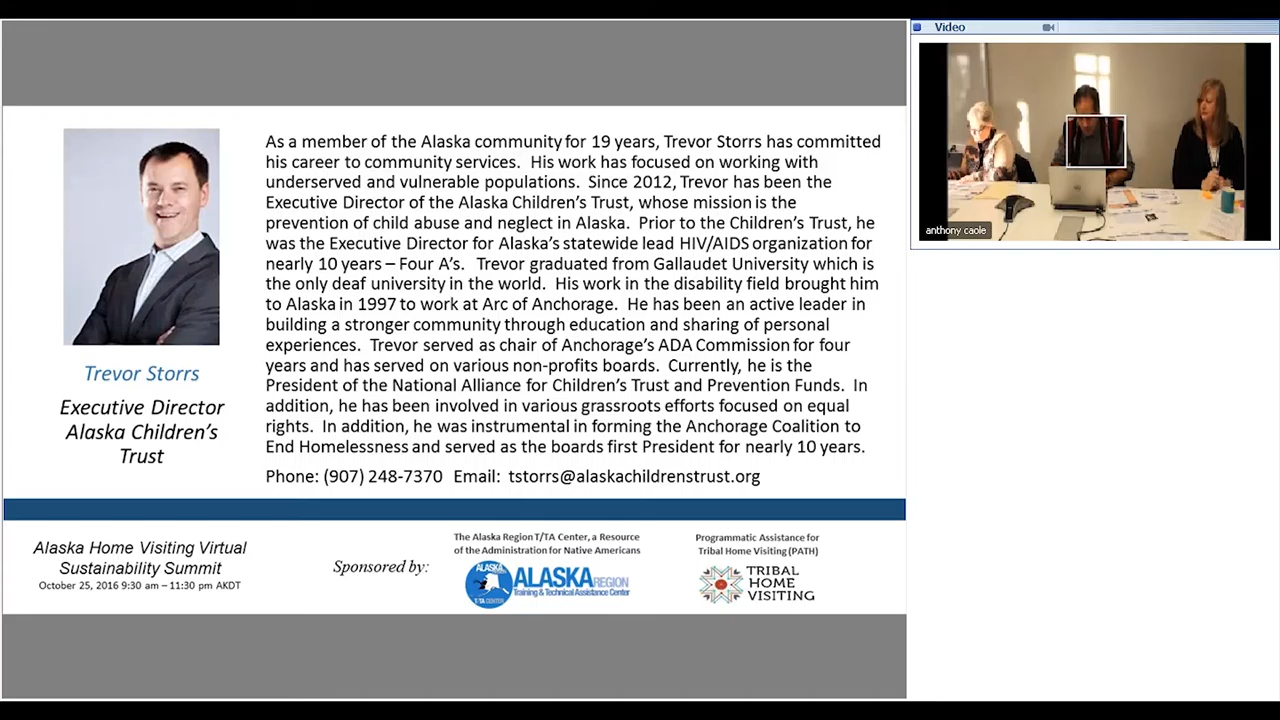 Video
anthony caole
As a member of the Alaska community for 19 years, Trevor Storrs has committed
his career to community services.  His work has focused on working with
underserved and vulnerable populations.  Since 2012, Trevor has been the
Executive Director of the Alaska Children's Trust, whose mission is the
prevention of child abuse and neglect in Alaska.  Prior to the Children's Trust, he
was the Executive Director for Alaska's statewide lead HIV/AIDS organization for
nearly 10 years – Four A's.   Trevor graduated from Gallaudet University which is
the only deaf university in the world.  His work in the disability field brought him
to Alaska in 1997 to work at Arc of Anchorage.  He has been an active leader in
building a stronger community through education and sharing of personal
experiences.  Trevor served as chair of Anchorage's ADA Commission for four
years and has served on various non-profits boards.  Currently, he is the
President of the National Alliance for Children's Trust and Prevention Funds.  In
addition, he has been involved in various grassroots efforts focused on equal
rights.  In addition, he was instrumental in forming the Anchorage Coalition to
End Homelessness and served as the boards first President for nearly 10 years.
Phone: (907) 248-7370   Email:  tstorrs@alaskachildrenstrust.org
Trevor Storrs
Executive Director
Alaska Children's
Trust
Alaska Home Visiting Virtual
Sustainability Summit
October 25, 2016 9:30 am – 11:30 pm AKDT
Sponsored by:
The Alaska Region T/TA Center, a Resource
of the Administration for Native Americans
ALASKA
T/TA CENTER
ALASKA REGION
Training & Technical Assistance Center
Programmatic Assistance for
Tribal Home Visiting (PATH)
TRIBAL
HOME
VISITING